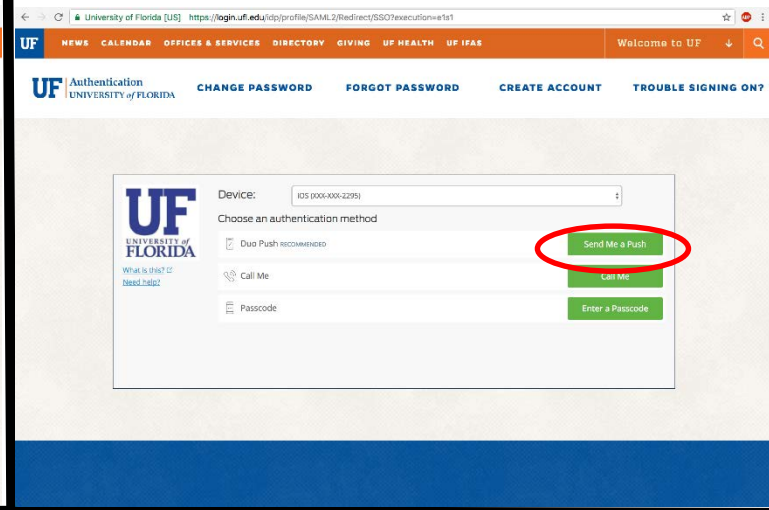 University of Florida [US] https://login.ufl.edu/idp/profile/SAML2/Redirect/SSO?execution=e1s1
UF NEWS CALENDAR OFFICES & SERVICES DIRECTORY GIVING UF HEALTH UF IFAS Welcome to UF
UF Authentication
UNIVERSITY of FLORIDA
CHANGE PASSWORD FORGOT PASSWORD CREATE ACCOUNT TROUBLE SIGNING ON?
UF
UNIVERSITY of
FLORIDA
What is this?
Need help?
Device: iOS (XXX-XXX-2295)
Choose an authentication method
Duo Push RECOMMENDED Send Me a Push
Call Me Call Me
Passcode Enter a Passcode